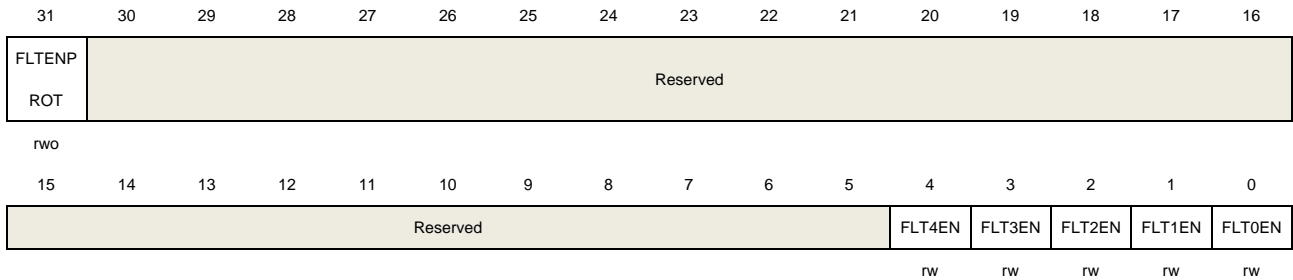 31 30 29 28 27 26 25 24 23 22 21 20 19 18 17 16
FLTENP
ROT
Reserved
rwo
15 14 13 12 11 10 9 8 7 6 5 4 3 2 1 0
Reserved FLT4EN FLT3EN FLT2EN FLT1EN FLT0EN
rw rw rw rw rw